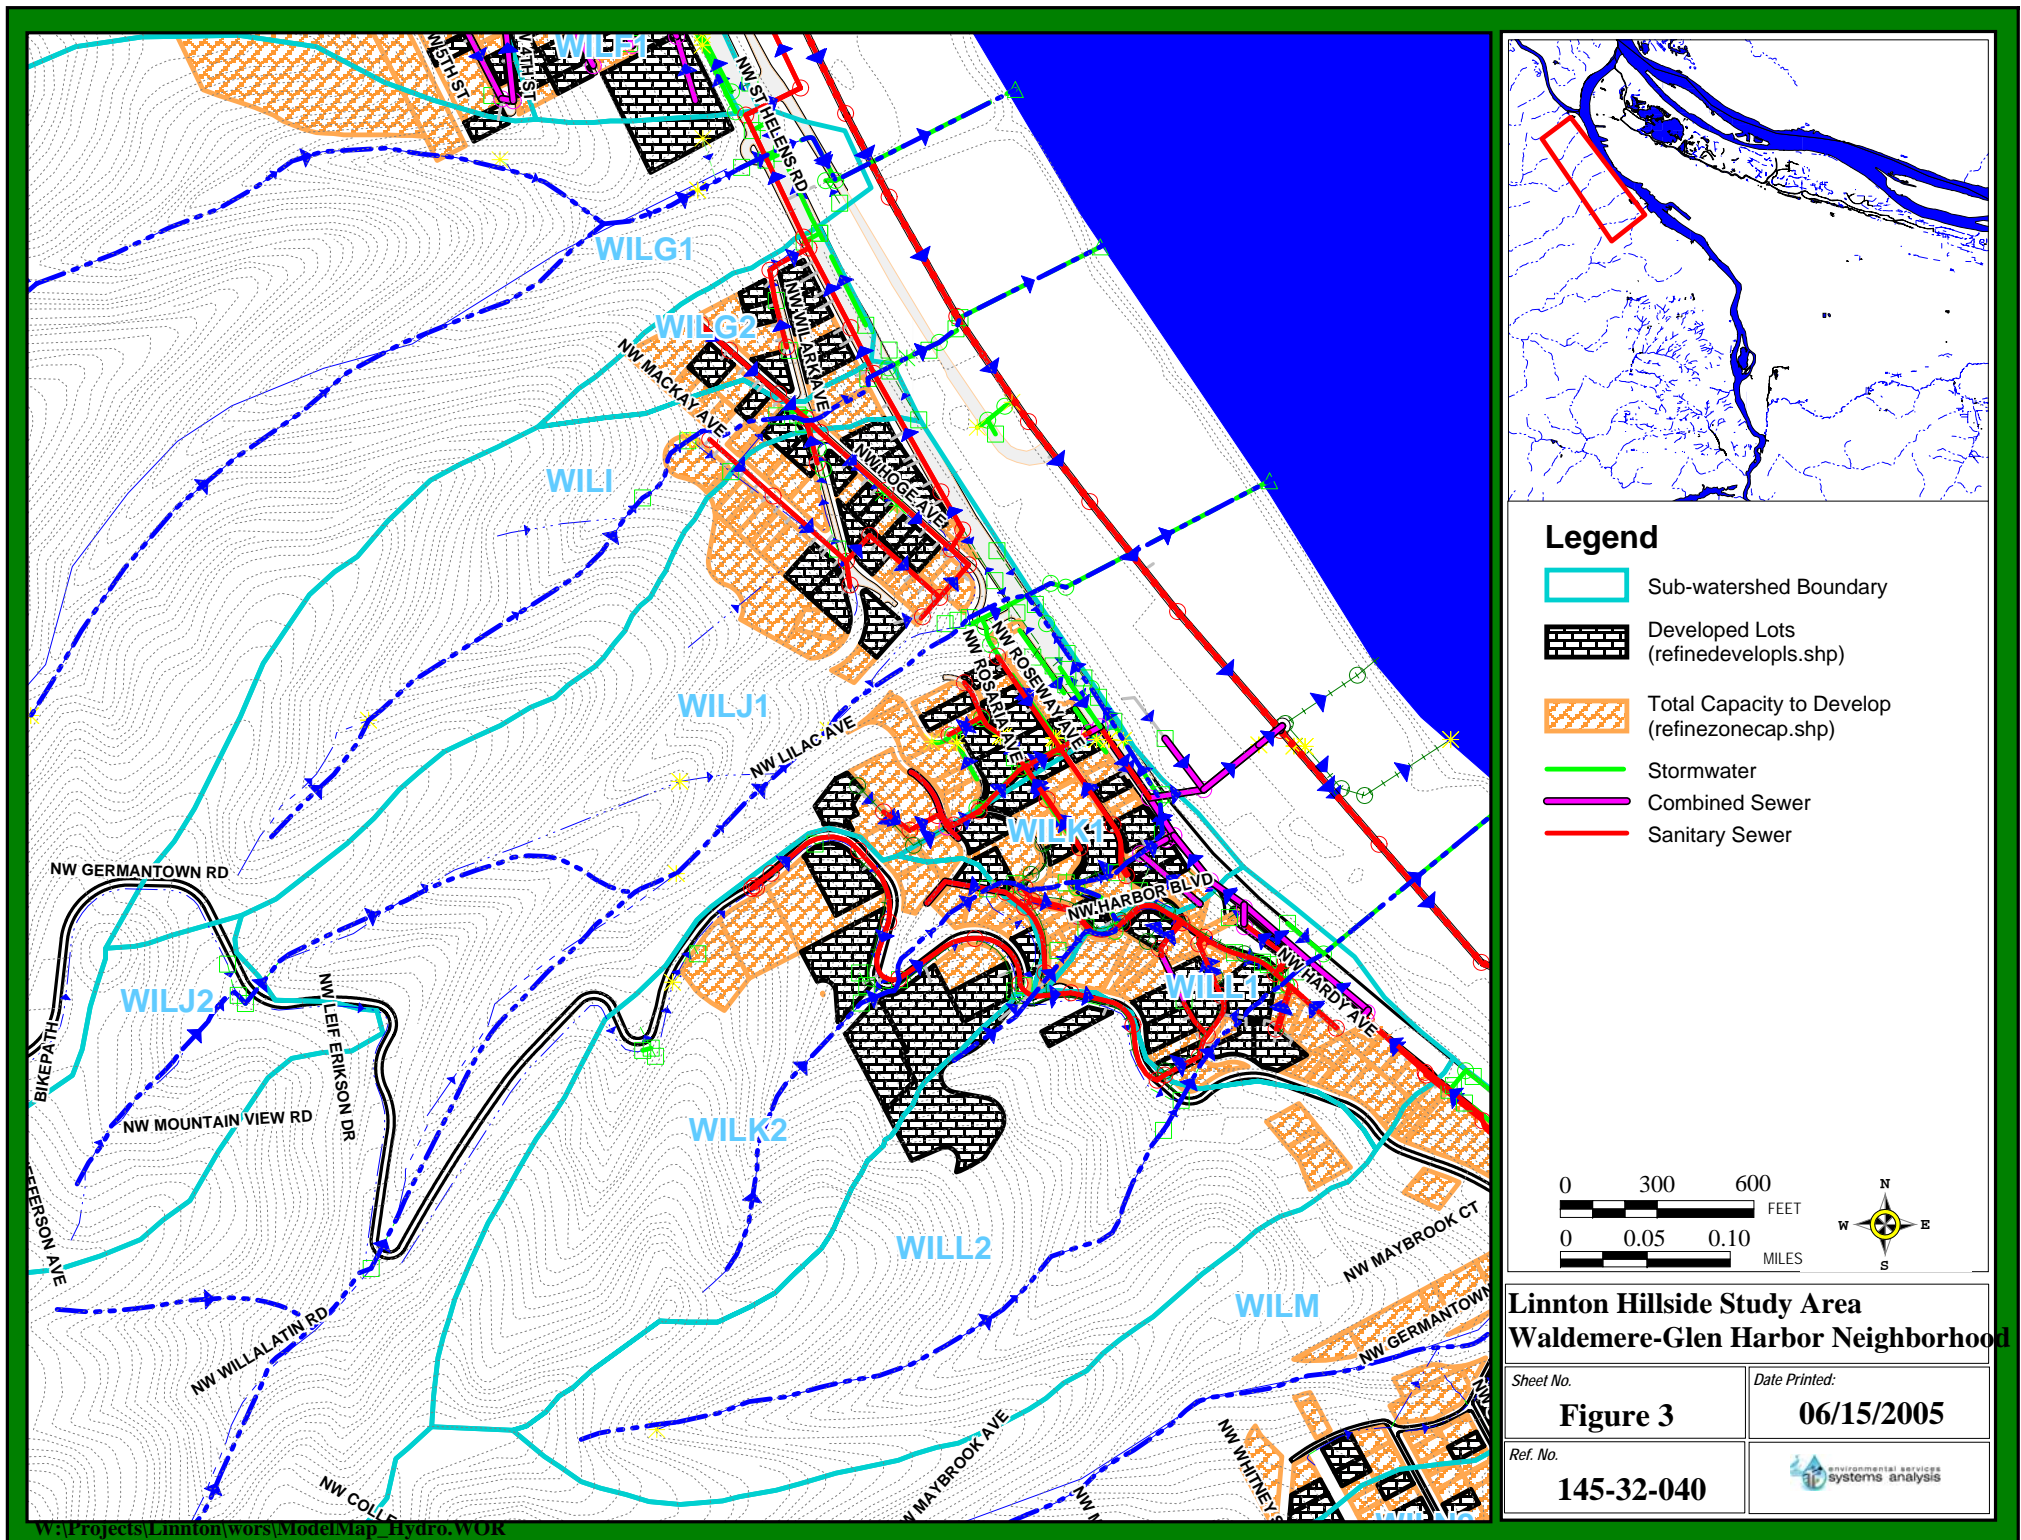 WILF1
W 5TH ST
W 4TH ST
NW ST HELENS RD
WILG1
WILG2
NW WILARK AVE
NW MACKAY AVE
WILI
NW HOGE AVE
NW ROSEWAY AVE
NW ROSARIA AVE
WILJ1
NW LILAC AVE
WILK1
NW GERMANTOWN RD
NW HARBOR BLVD
NW HARDY AVE
WILL1
WILJ2
BIKEPATH
NW LEIF ERIKSON DR
NW MOUNTAIN VIEW RD
WILK2
EFFERSON AVE
WILL2
NW MAYBROOK CT
WILM
NW GERMANTOWN
NW WILLALATIN RD
NW
W MAYBROOK AVE
NW WHITNEY S
NW COLLE
W:\Projects\Linnton\wors\ModelMap_Hydro.WOR
Legend
Sub-watershed Boundary
Developed Lots
(refinedevelopls.shp)
Total Capacity to Develop
(refinezonecap.shp)
Stormwater
Combined Sewer
Sanitary Sewer
0 300 600
FEET
0 0.05 0.10
MILES
N
W E
S
Linnton Hillside Study Area
Waldemere-Glen Harbor Neighborhood
Sheet No.
Figure 3
Date Printed:
06/15/2005
Ref. No.
145-32-040
environmental services
systems analysis